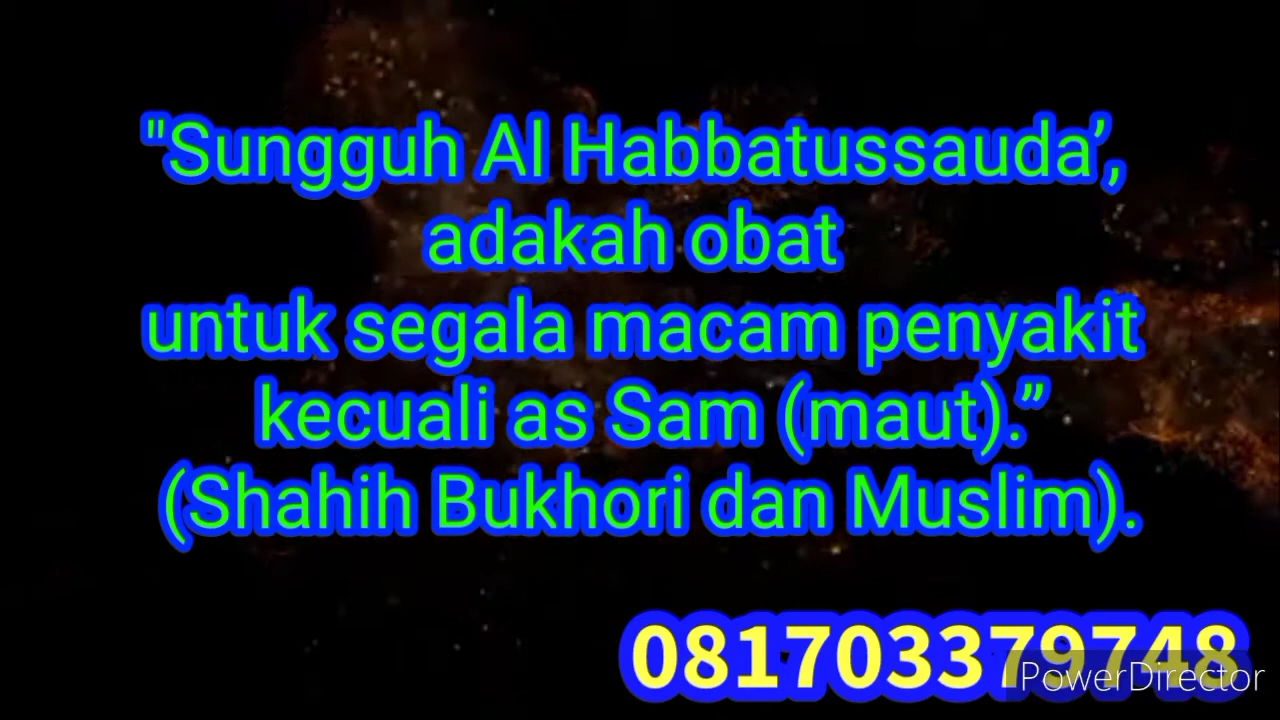 "Sungguh Al Habbatussauda’,
adakah obat
untuk segala macam penyakit
kecuali as Sam (maut).”
(Shahih Bukhori dan Muslim).
081703379748
PowerDirector